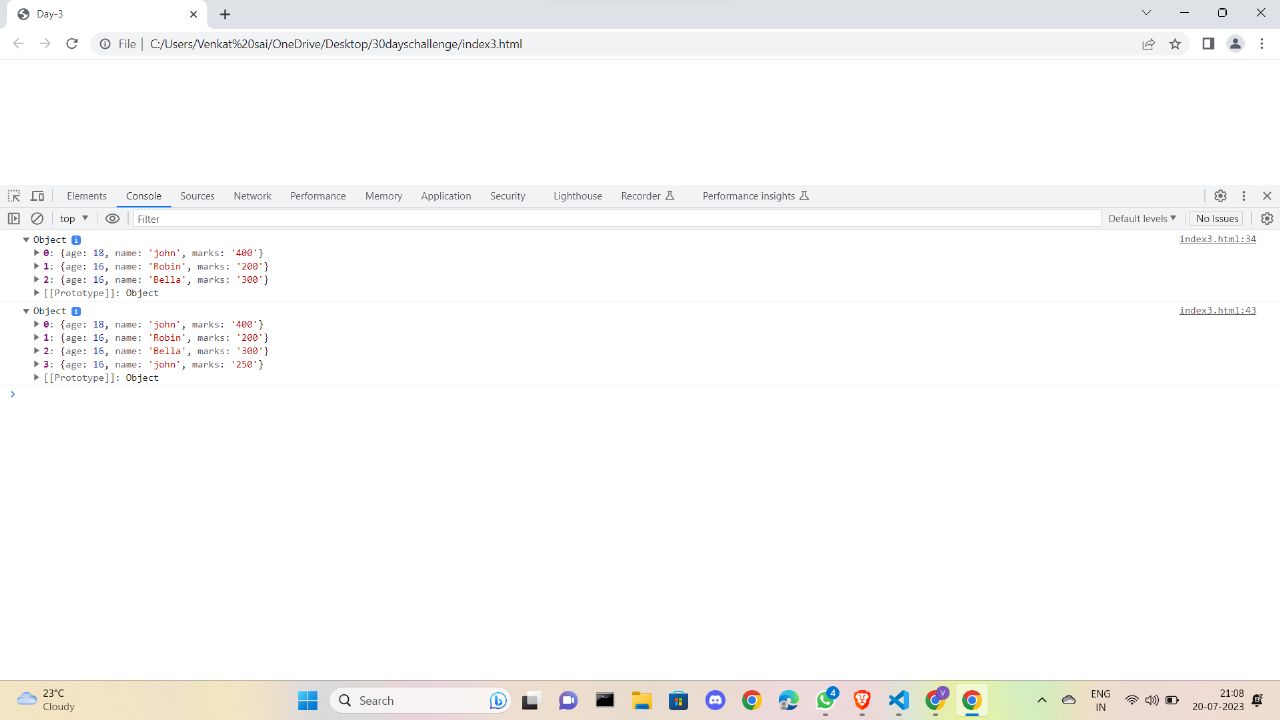 Day-3
File | C:/Users/Venkat%20sai/OneDrive/Desktop/30dayschallenge/index3.html
Elements Console Sources Network Performance Memory Application Security Lighthouse Recorder Performance insights
top Filter Default levels No Issues
Object i index3.html:34
0: {age: 18, name: 'john', marks: '400'}
1: {age: 16, name: 'Robin', marks: '200'}
2: {age: 16, name: 'Bella', marks: '300'}
[[Prototype]]: Object
Object i index3.html:43
0: {age: 18, name: 'john', marks: '400'}
1: {age: 16, name: 'Robin', marks: '200'}
2: {age: 16, name: 'Bella', marks: '300'}
3: {age: 16, name: 'john', marks: '250'}
[[Prototype]]: Object
23°C
Cloudy
Search
4
V
ENG
IN
21:08
20-07-2023